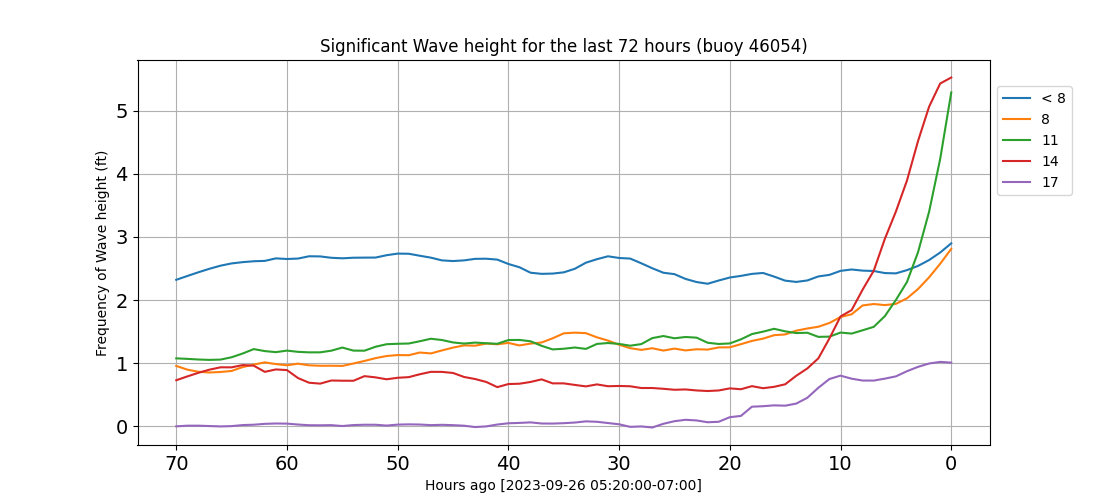 Significant Wave height for the last 72 hours (buoy 46054)
Frequency of Wave height (ft)
5
4
3
2
1
0
70 60 50 40 30 20 10 0
Hours ago [2023-09-26 05:20:00-07:00]
< 8
8
11
14
17